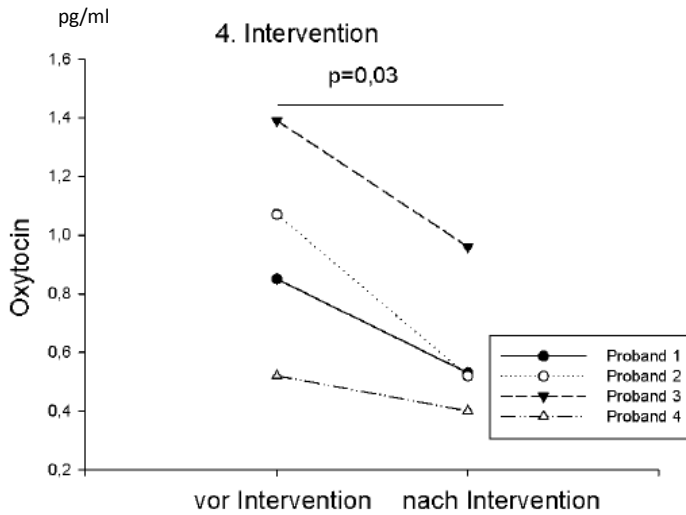 pg/ml
4. Intervention
p=0,03
1,6
1,4
1,2
1,0
0,8
0,6
0,4
0,2
Oxytocin
Proband 1
Proband 2
Proband 3
Proband 4
vor Intervention
nach Intervention